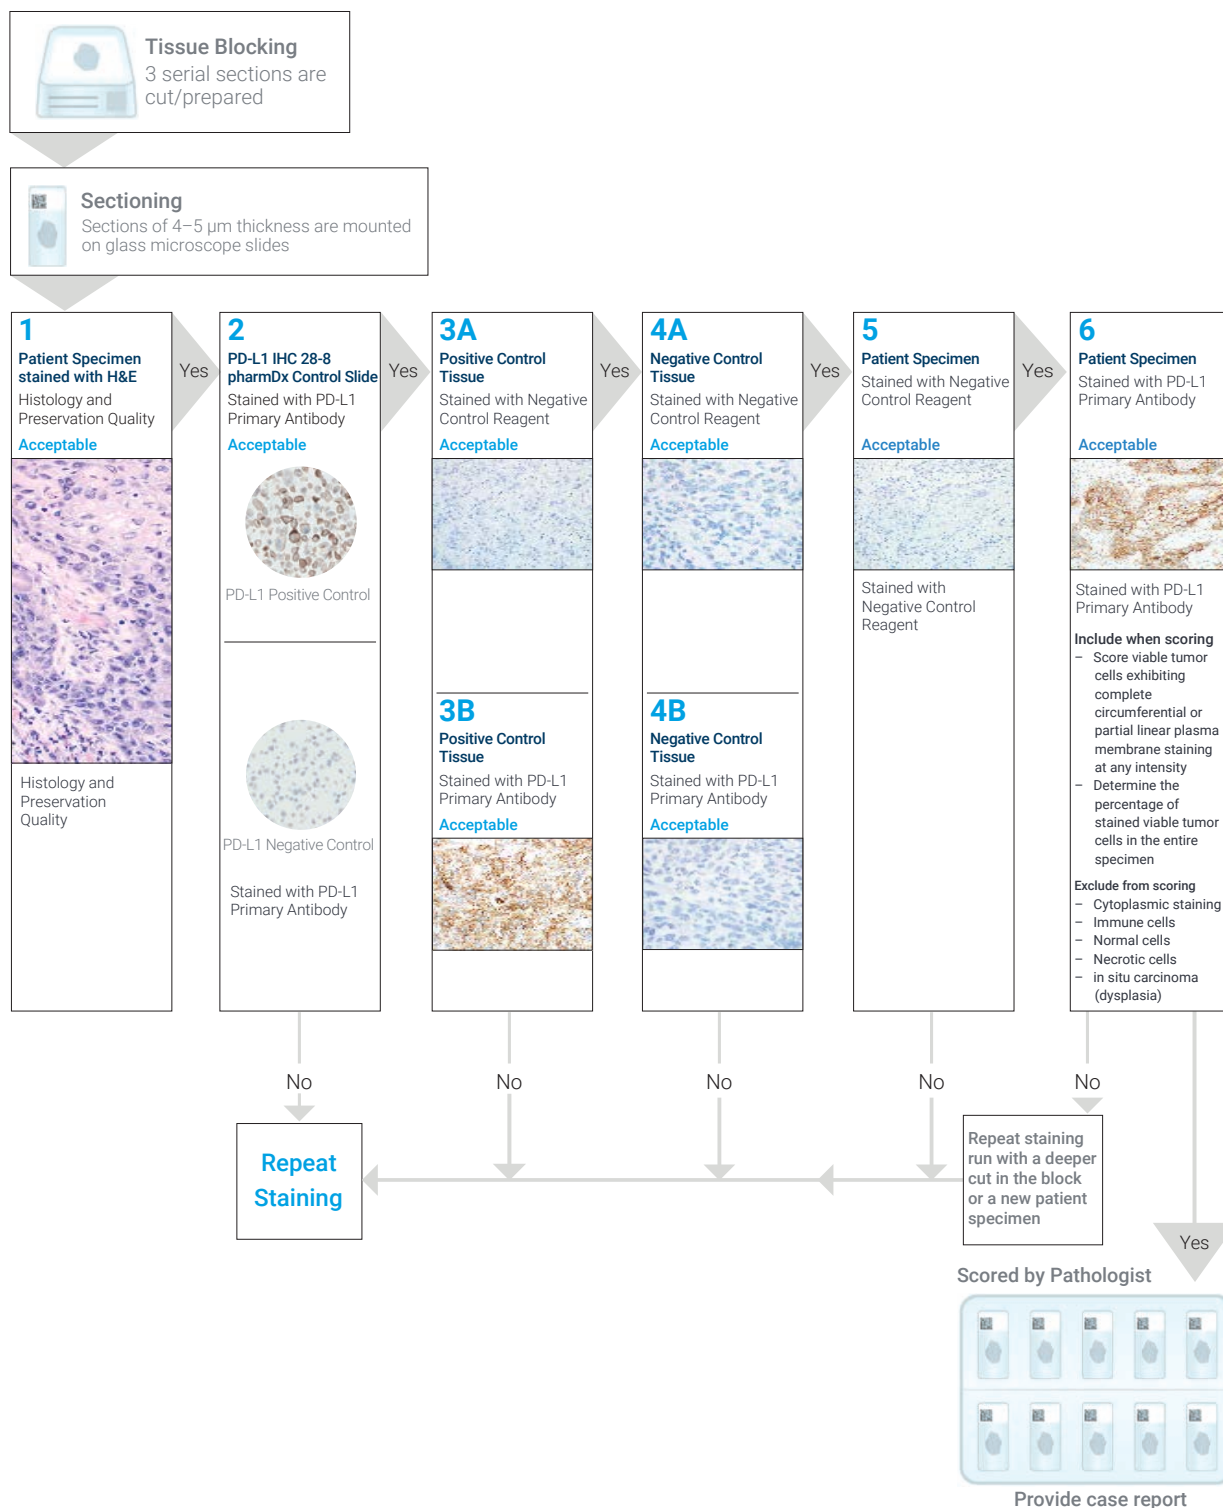 Tissue Blocking
3 serial sections are
cut/prepared
Sectioning
Sections of 4–5 µm thickness are mounted
on glass microscope slides
1
Patient Specimen
stained with H&E
Histology and
Preservation Quality
Acceptable
Histology and
Preservation
Quality
Yes
2
PD-L1 IHC 28-8
pharmDx Control Slide
Stained with PD-L1
Primary Antibody
Acceptable
PD-L1 Positive Control
PD-L1 Negative Control
Stained with PD-L1
Primary Antibody
Yes
3A
Positive Control
Tissue
Stained with Negative
Control Reagent
Acceptable
3B
Positive Control
Tissue
Stained with PD-L1
Primary Antibody
Acceptable
Yes
4A
Negative Control
Tissue
Stained with Negative
Control Reagent
Acceptable
4B
Negative Control
Tissue
Stained with PD-L1
Primary Antibody
Acceptable
Yes
5
Patient Specimen
Stained with Negative
Control Reagent
Acceptable
Stained with
Negative Control
Reagent
Yes
6
Patient Specimen
Stained with PD-L1
Primary Antibody
Acceptable
Stained with PD-L1
Primary Antibody
Include when scoring
– Score viable tumor
cells exhibiting
complete
circumferential or
partial linear plasma
membrane staining
at any intensity
– Determine the
percentage of
stained viable tumor
cells in the entire
specimen
Exclude from scoring
– Cytoplasmic staining
– Immune cells
– Normal cells
– Necrotic cells
– in situ carcinoma
(dysplasia)
No
No
No
No
No
Repeat
Staining
Repeat staining
run with a deeper
cut in the block
or a new patient
specimen
Yes
Scored by Pathologist
Provide case report